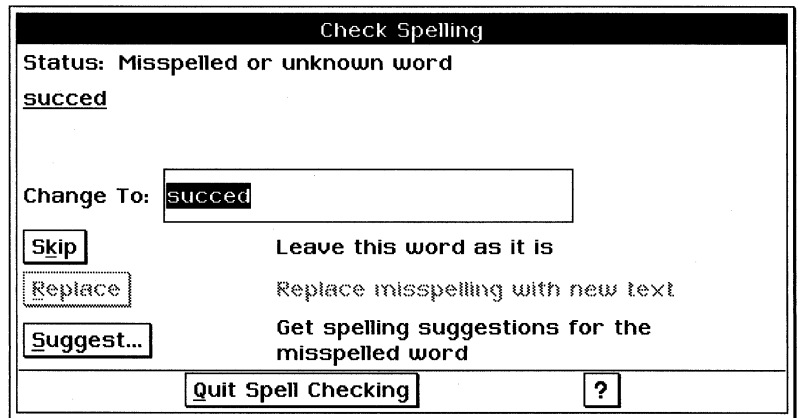 Check Spelling
Status: Misspelled or unknown word
succed
Change To: succed
Skip Leave this word as it is
Replace Replace misspelling with new text
Suggest... Get spelling suggestions for the
misspelled word
Quit Spell Checking ?